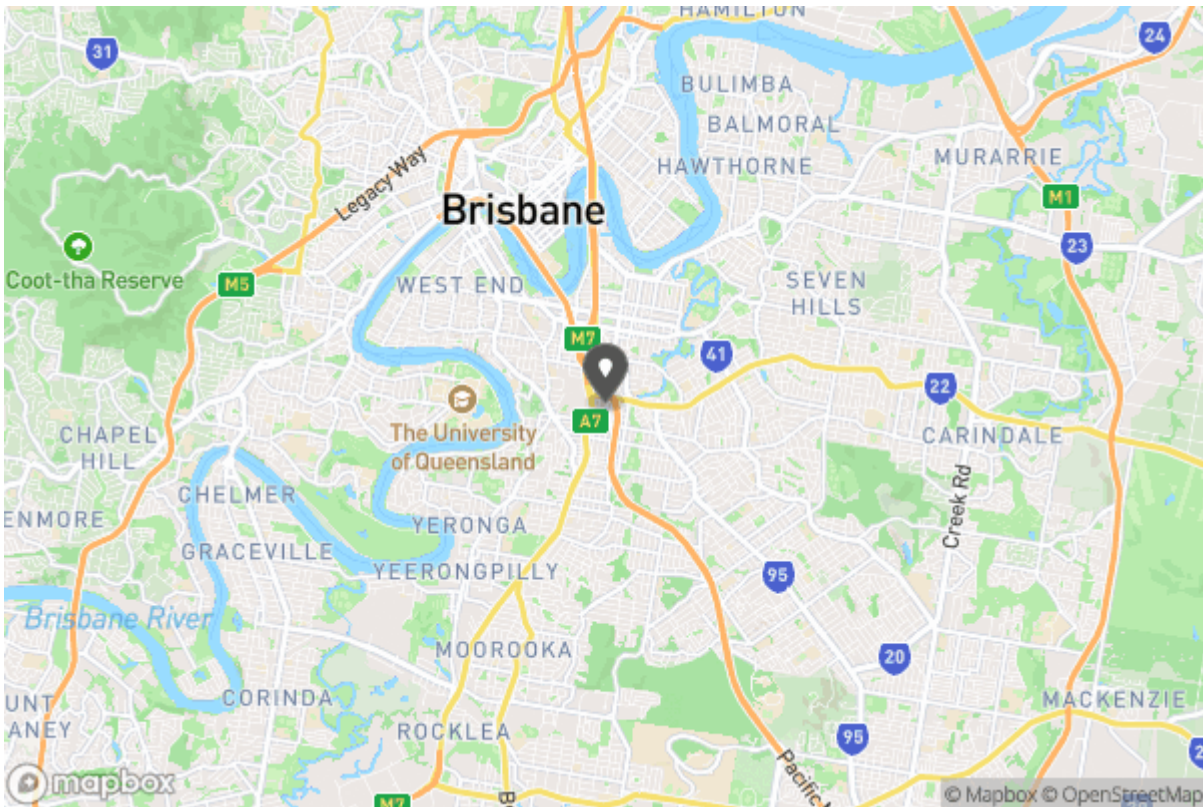 HAMILTON
31
24
BULIMBA
BALMORAL
HAWTHORNE
MURARRIE
Legacy Way
M1
Brisbane
23
Coot-tha Reserve
M5
WEST END
SEVEN
HILLS
M7
41
22
A7
The University
of Queensland
CHAPEL
HILL
CARINDALE
CHELMER
ENMORE
YERONGA
Creek Rd
GRACEVILLE
YEERONGPILLY
95
Brisbane River
MOOROOKA
20
UNT
ANEY
CORINDA
MACKENZIE
ROCKLEA
95
2
Pacific M
mapbox
M7
B
© Mapbox © OpenStreetMap